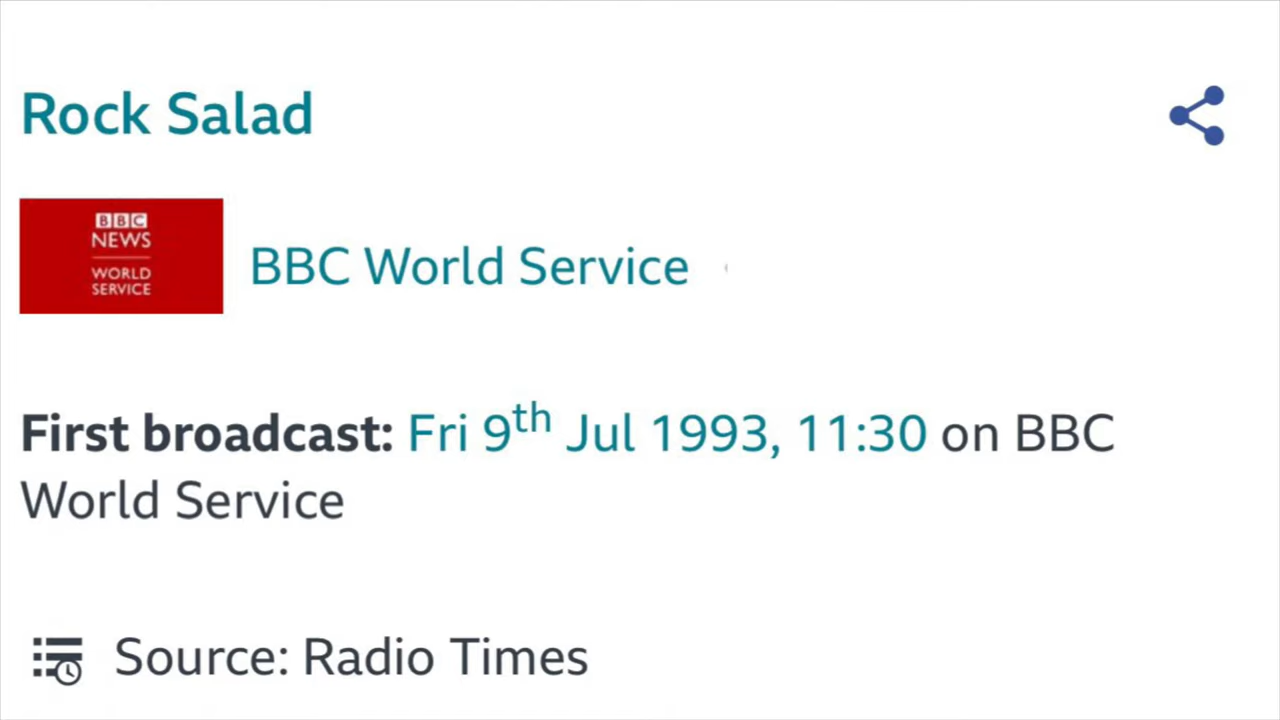 Rock Salad
BBC
NEWS
WORLD
SERVICE
BBC World Service
First broadcast: Fri 9th Jul 1993, 11:30 on BBC
World Service
Source: Radio Times